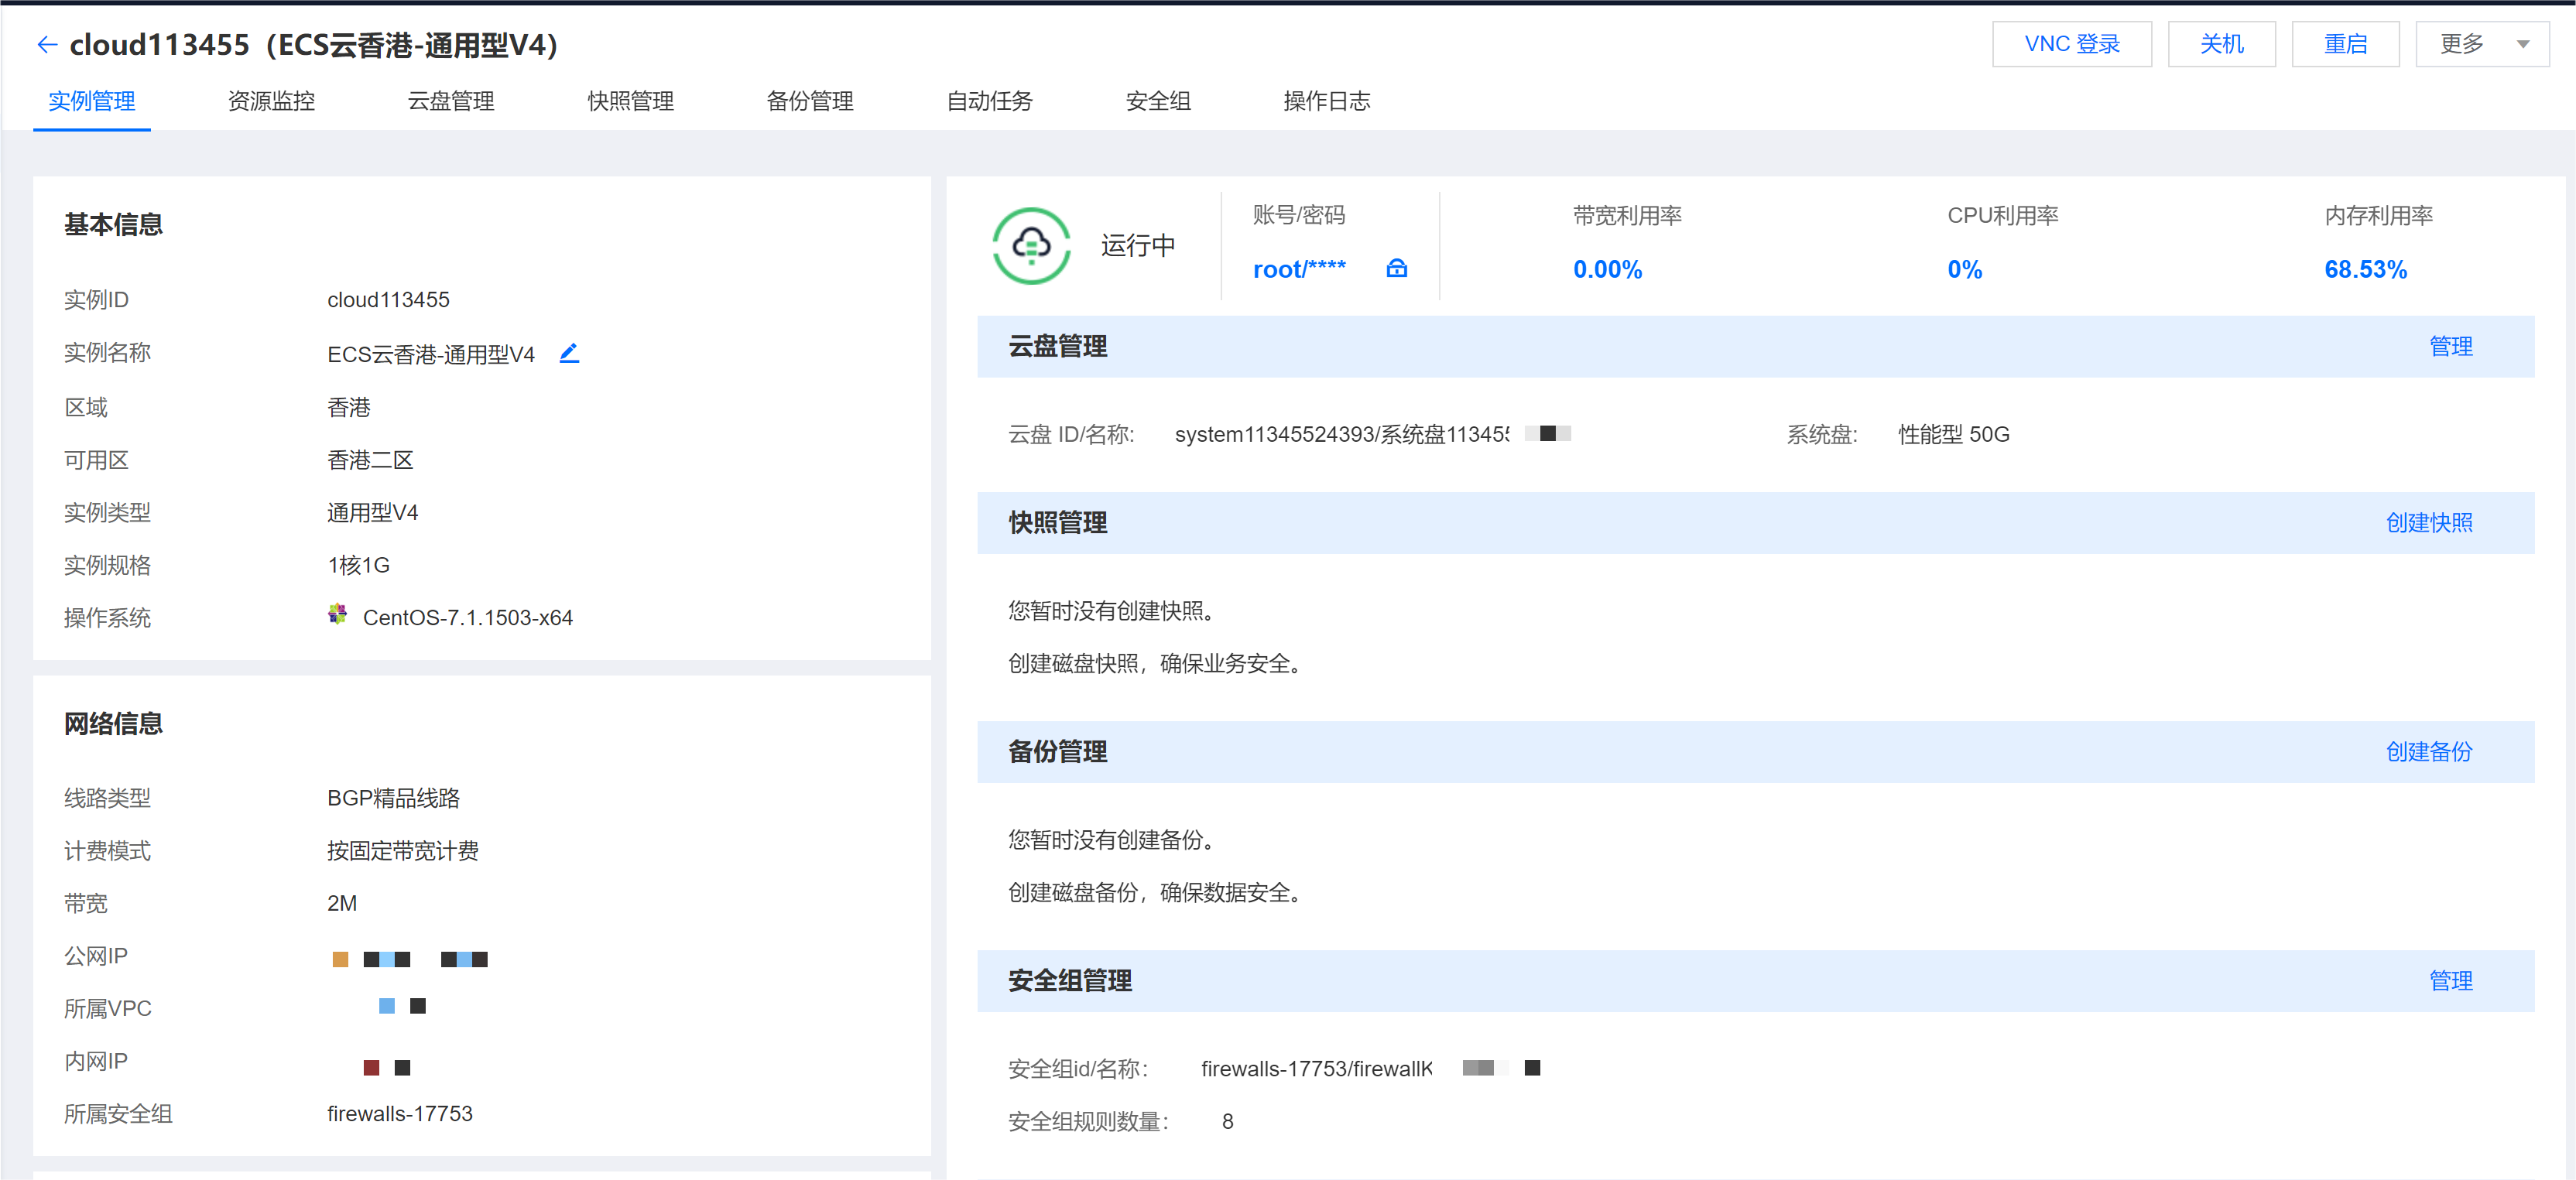 cloud113455（ECS云香港-通用型V4）
VNC 登录 关机 重启 更多
实例管理 资源监控 云盘管理 快照管理 备份管理 自动任务 安全组 操作日志
基本信息
实例ID cloud113455
实例名称 ECS云香港-通用型V4
区域 香港
可用区 香港二区
实例类型 通用型V4
实例规格 1核1G
操作系统 CentOS-7.1.1503-x64
网络信息
线路类型 BGP精品线路
计费模式 按固定带宽计费
带宽 2M
公网IP
所属VPC
内网IP
所属安全组 firewalls-17753
运行中
账号/密码
root/****
带宽利用率
0.00%
CPU利用率
0%
内存利用率
68.53%
云盘管理 管理
云盘 ID/名称: system11345524393/系统盘11345 系统盘: 性能型 50G
快照管理 创建快照
您暂时没有创建快照。
创建磁盘快照，确保业务安全。
备份管理 创建备份
您暂时没有创建备份。
创建磁盘备份，确保数据安全。
安全组管理 管理
安全组id/名称： firewalls-17753/firewall
安全组规则数量： 8